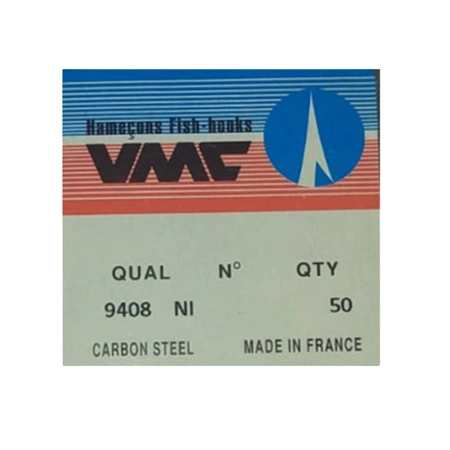 Hameçons Fish-hooks
VMC
QUAL N° QTY
9408 NI 50
CARBON STEEL MADE IN FRANCE